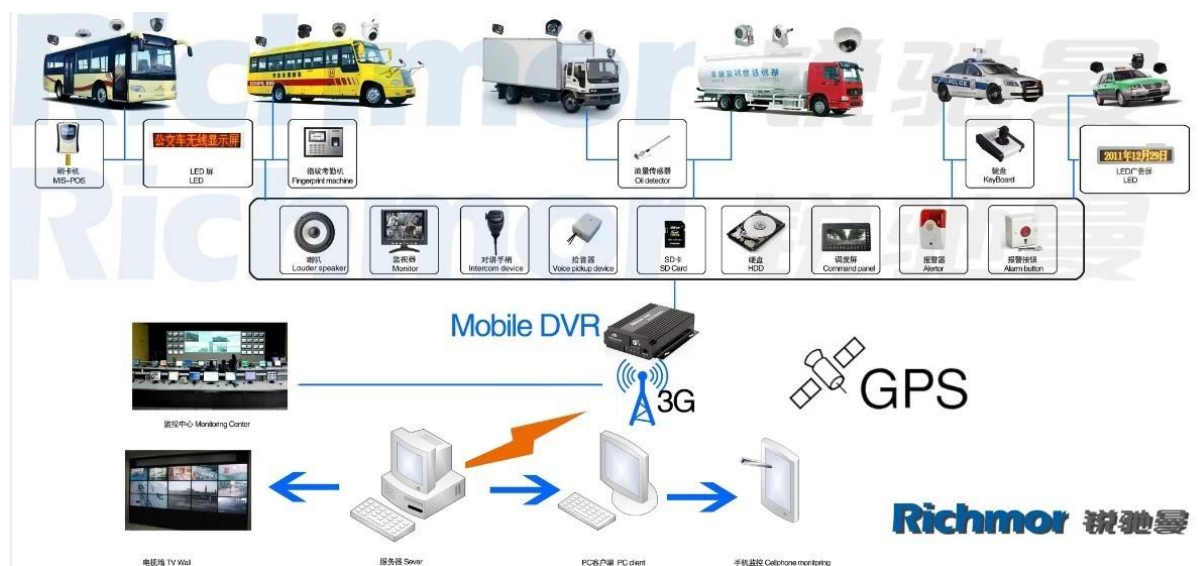 Richmor 锐驰曼
刷卡机
MIS-POS
公交车无线显示屏
LED 屏
LED
指纹考勤机
Fingerprint machine
油量传感器
Oil detector
POLICE
键盘
KeyBoard
2011年12月29日
LED广告屏
LED
Richmor 锐驰曼
喇叭
Louder speaker
监视器
Monitor
对讲手柄
Intercom device
拾音器
Voice pickup device
SD卡
SD Card
硬盘
HDD
调度屏
Command panel
报警器
Alertor
报警按钮
Alarm button
Mobile DVR
3G
GPS
监控中心 Monitoring Center
Richmor 锐驰曼
电视墙 TV Wall
服务器 Sever
PC客户端 PC client
手机监控 Cellphone monitoring